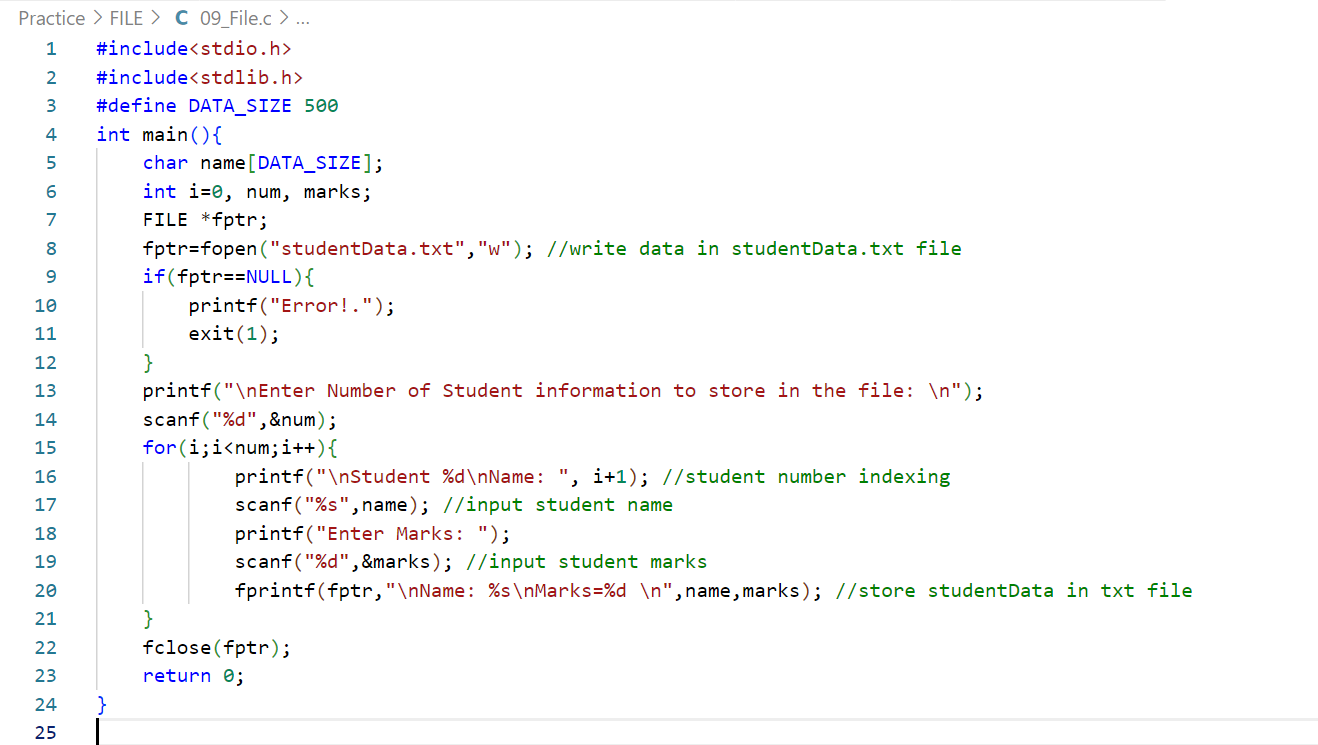 Practice > FILE > C 09_File.c > ...
1 #include<stdio.h>
2 #include<stdlib.h>
3 #define DATA_SIZE 500
4 int main(){
5     char name[DATA_SIZE];
6     int i=0, num, marks;
7     FILE *fptr;
8     fptr=fopen("studentData.txt","w"); //write data in studentData.txt file
9     if(fptr==NULL){
10         printf("Error!.");
11         exit(1);
12     }
13     printf("\nEnter Number of Student information to store in the file: \n");
14     scanf("%d",&num);
15     for(i;i<num;i++){
16             printf("\nStudent %d\nName: ", i+1); //student number indexing
17             scanf("%s",name); //input student name
18             printf("Enter Marks: ");
19             scanf("%d",&marks); //input student marks
20             fprintf(fptr,"\nName: %s\nMarks=%d \n",name,marks); //store studentData in txt file
21     }
22     fclose(fptr);
23     return 0;
24 }
25